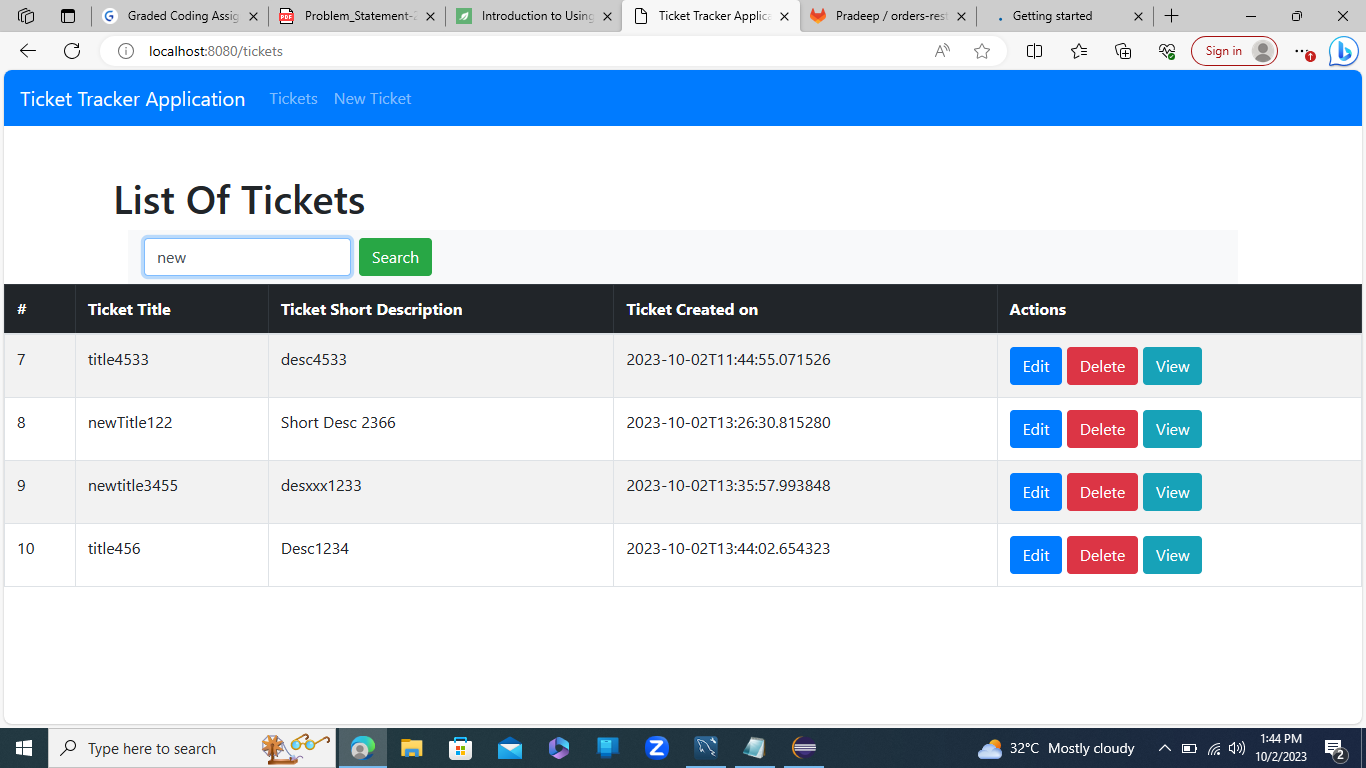 Graded Coding Assig
Problem_Statement-
Introduction to Using
Ticket Tracker Applica
Pradeep / orders-rest
Getting started
localhost:8080/tickets
Sign in
Ticket Tracker Application Tickets New Ticket
List Of Tickets
new Search
# Ticket Title Ticket Short Description Ticket Created on Actions
7 title4533 desc4533 2023-10-02T11:44:55.071526 Edit Delete View
8 newTitle122 Short Desc 2366 2023-10-02T13:26:30.815280 Edit Delete View
9 newtitle3455 desxxx1233 2023-10-02T13:35:57.993848 Edit Delete View
10 title456 Desc1234 2023-10-02T13:44:02.654323 Edit Delete View
Type here to search
32°C Mostly cloudy
1:44 PM
10/2/2023
2